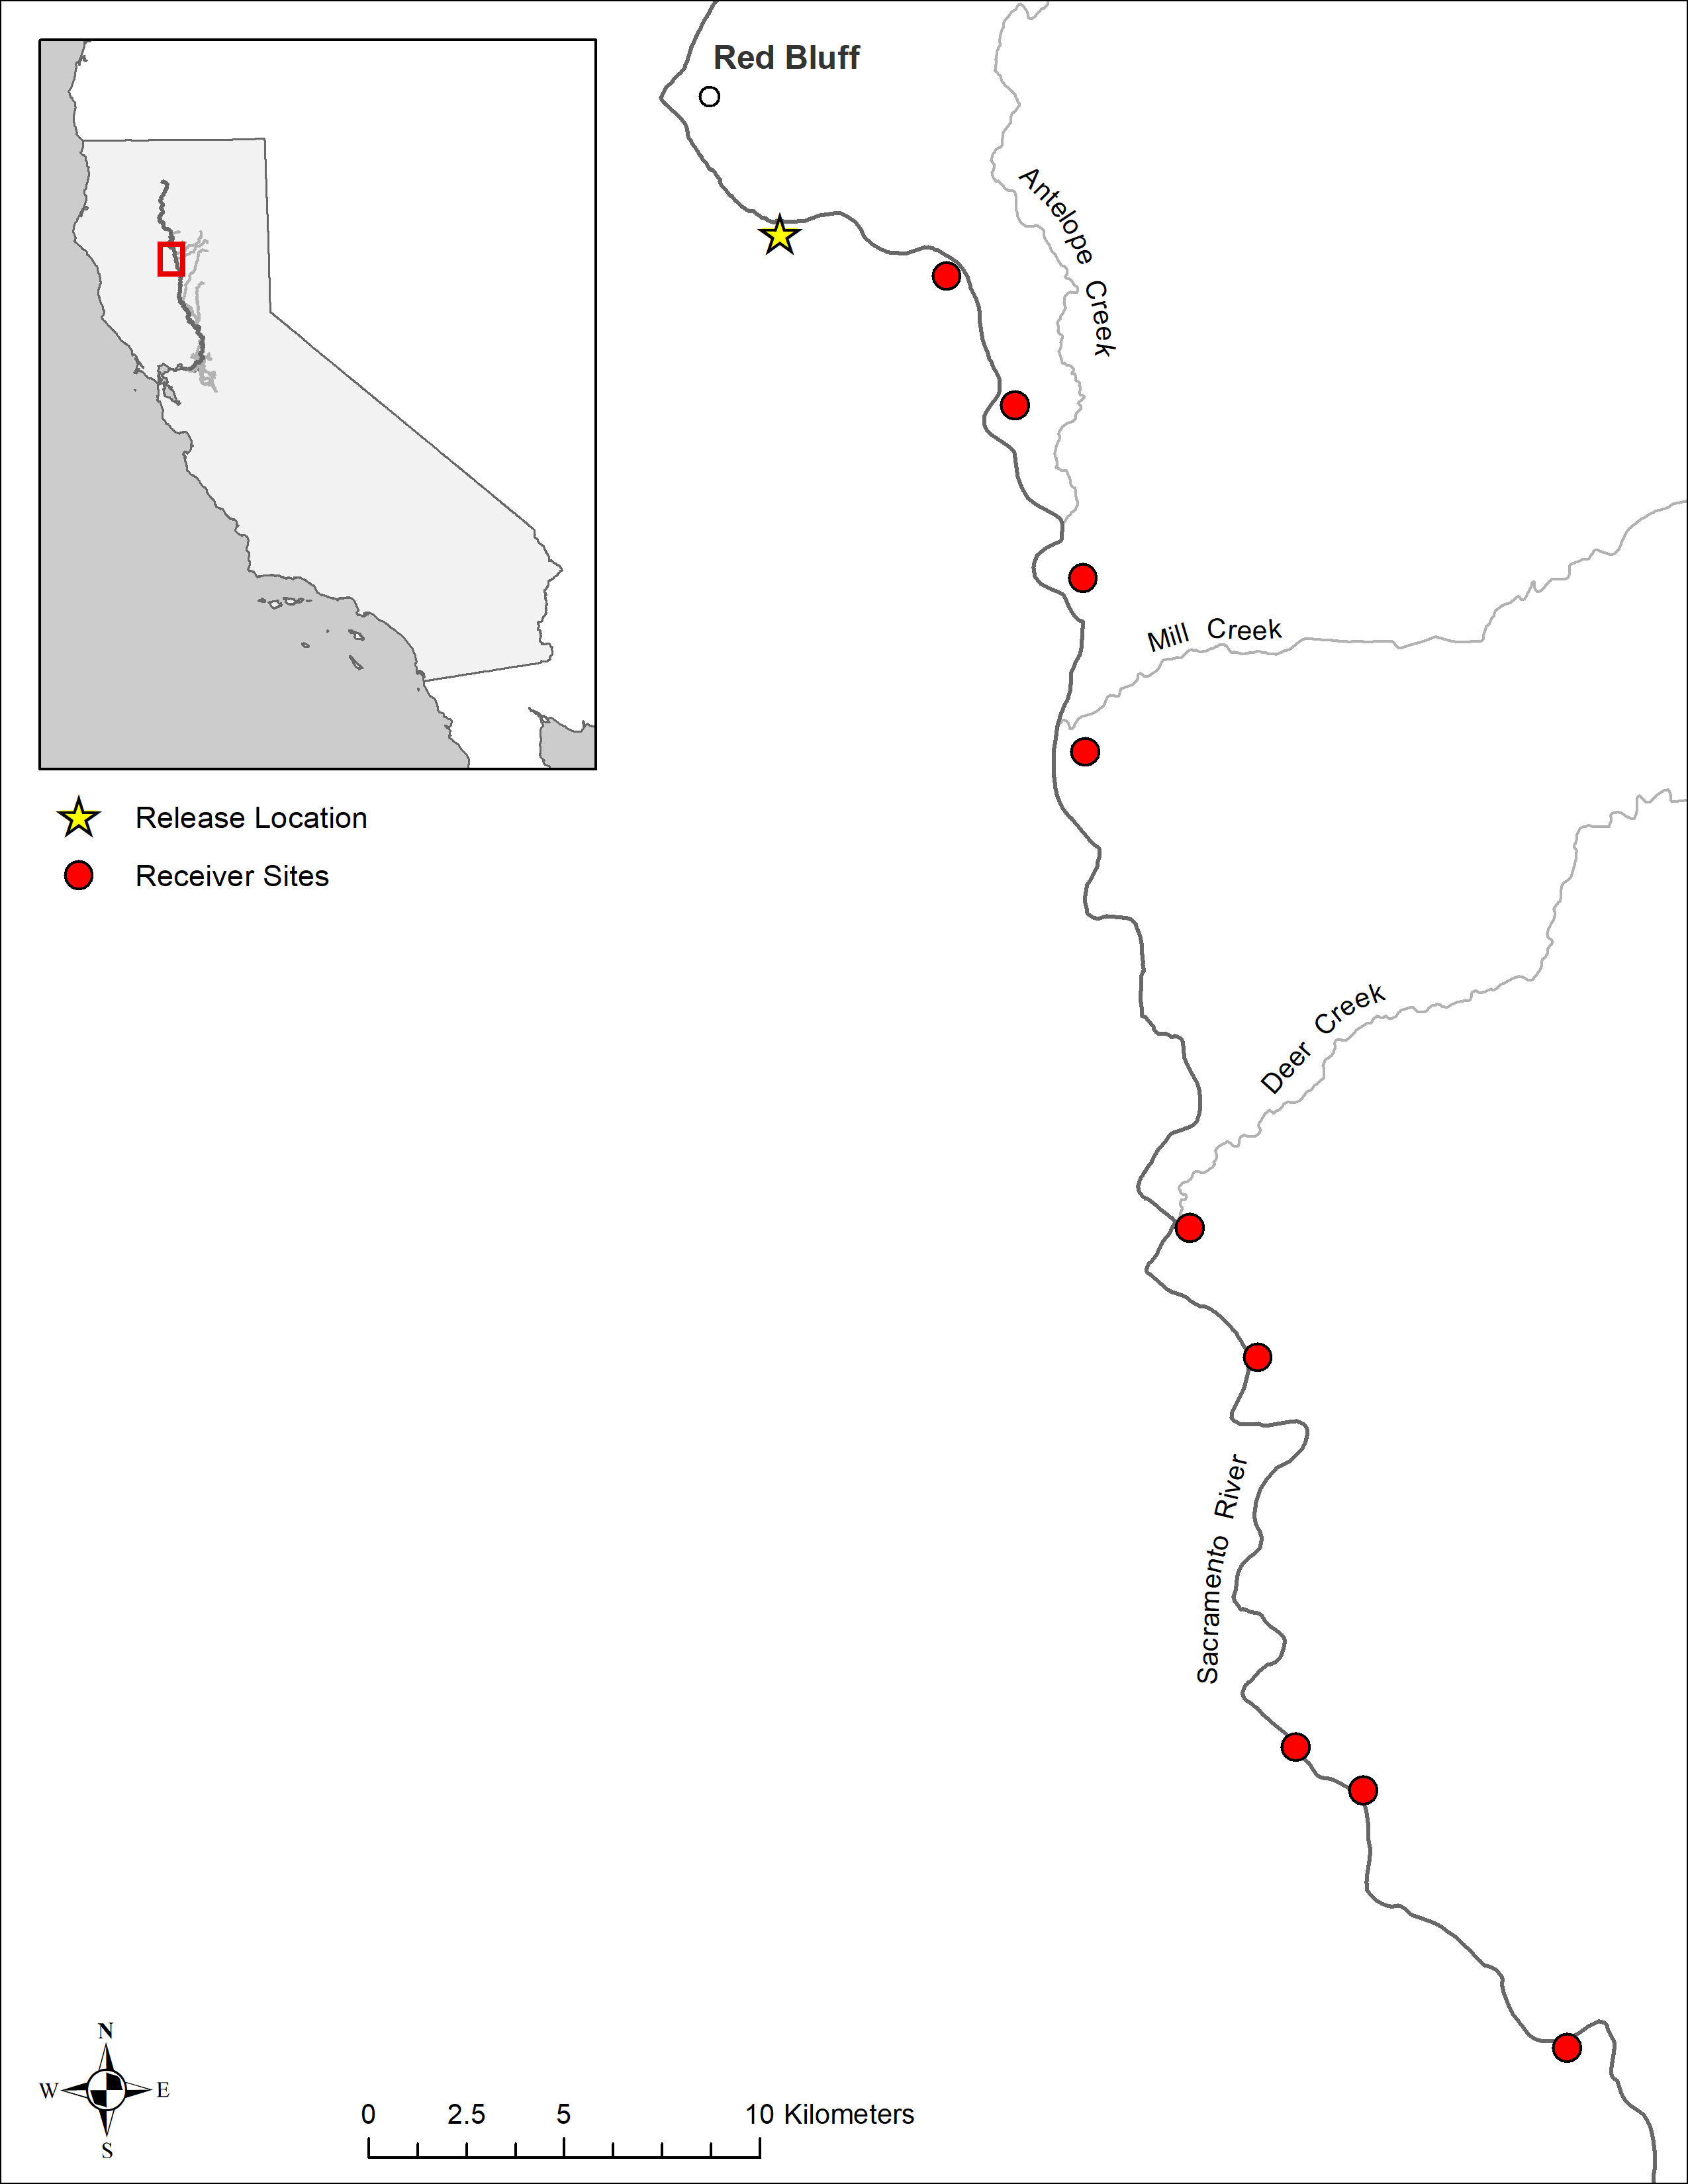 Red Bluff
Antelope Creek
Mill Creek
Release Location
Receiver Sites
Deer Creek
Sacramento River
N
W E
S
0 2.5 5 10 Kilometers